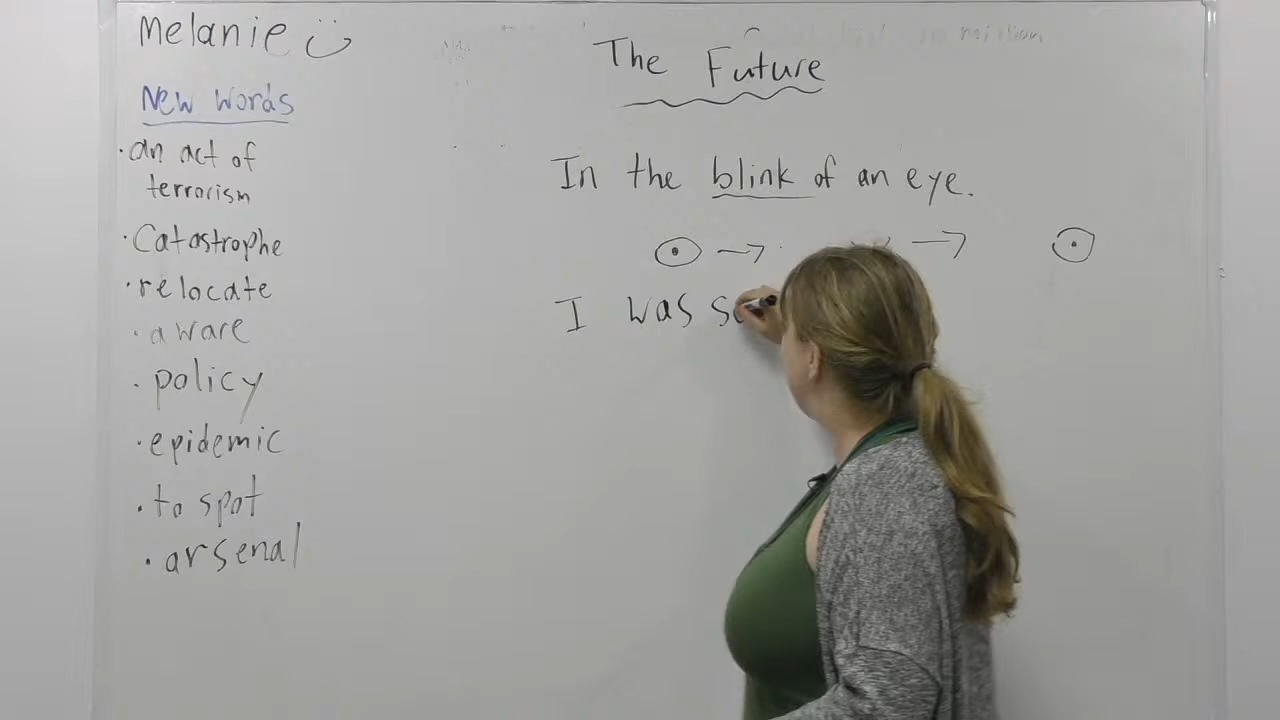 Melanie
New words
• an act of
terrorism
• Catastrophe
• relocate
• aware
• policy
• epidemic
• to spot
• arsenal
The Future
In the blink of an eye.
I was